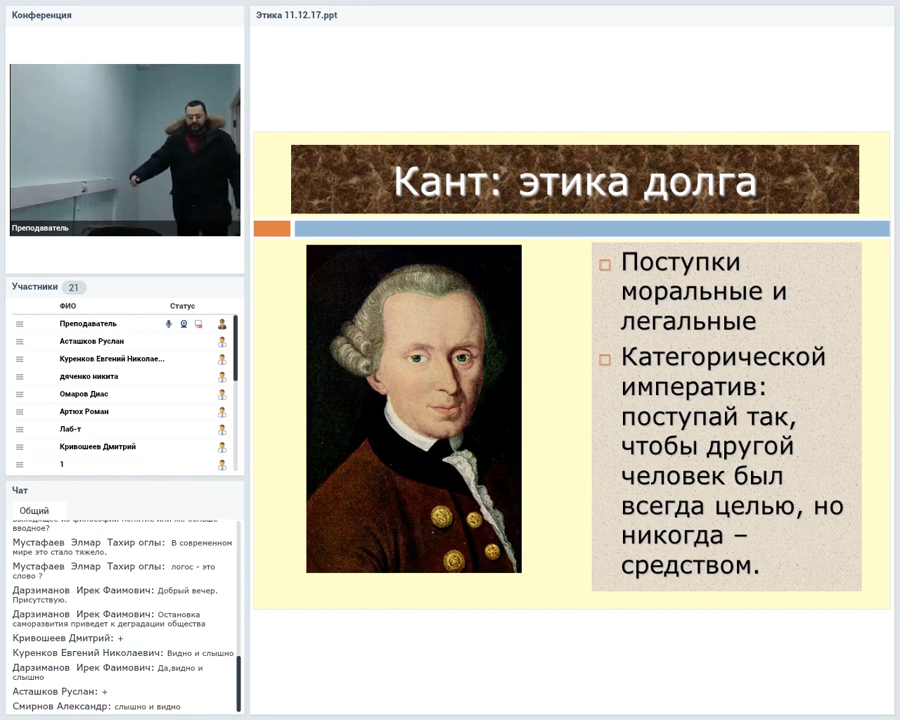 Конференция
Преподаватель
Участники 21
ФИО Статус
Преподаватель
Асташков Руслан
Куренков Евгений Николае...
дяченко никита
Омаров Диас
Артюх Роман
Лаб-т
Кривошеев Дмитрий
1
Чат
Общий
вводное?
Мустафаев Элмар Тахир оглы: В современном
мире это стало тяжело.
Мустафаев Элмар Тахир оглы: логос - это
слово ?
Дарзиманов Ирек Фаимович: Добрый вечер.
Присутствую.
Дарзиманов Ирек Фаимович: Остановка
саморазвития приведет к деградации общества
Кривошеев Дмитрий: +
Куренков Евгений Николаевич: Видно и слышно
Дарзиманов Ирек Фаимович: Да,видно и
слышно
Асташков Руслан: +
Смирнов Александр: слышно и видно
Этика 11.12.17.ppt
Кант: этика долга
Поступки
моральные и
легальные
Категорической
императив:
поступай так,
чтобы другой
человек был
всегда целью, но
никогда –
средством.